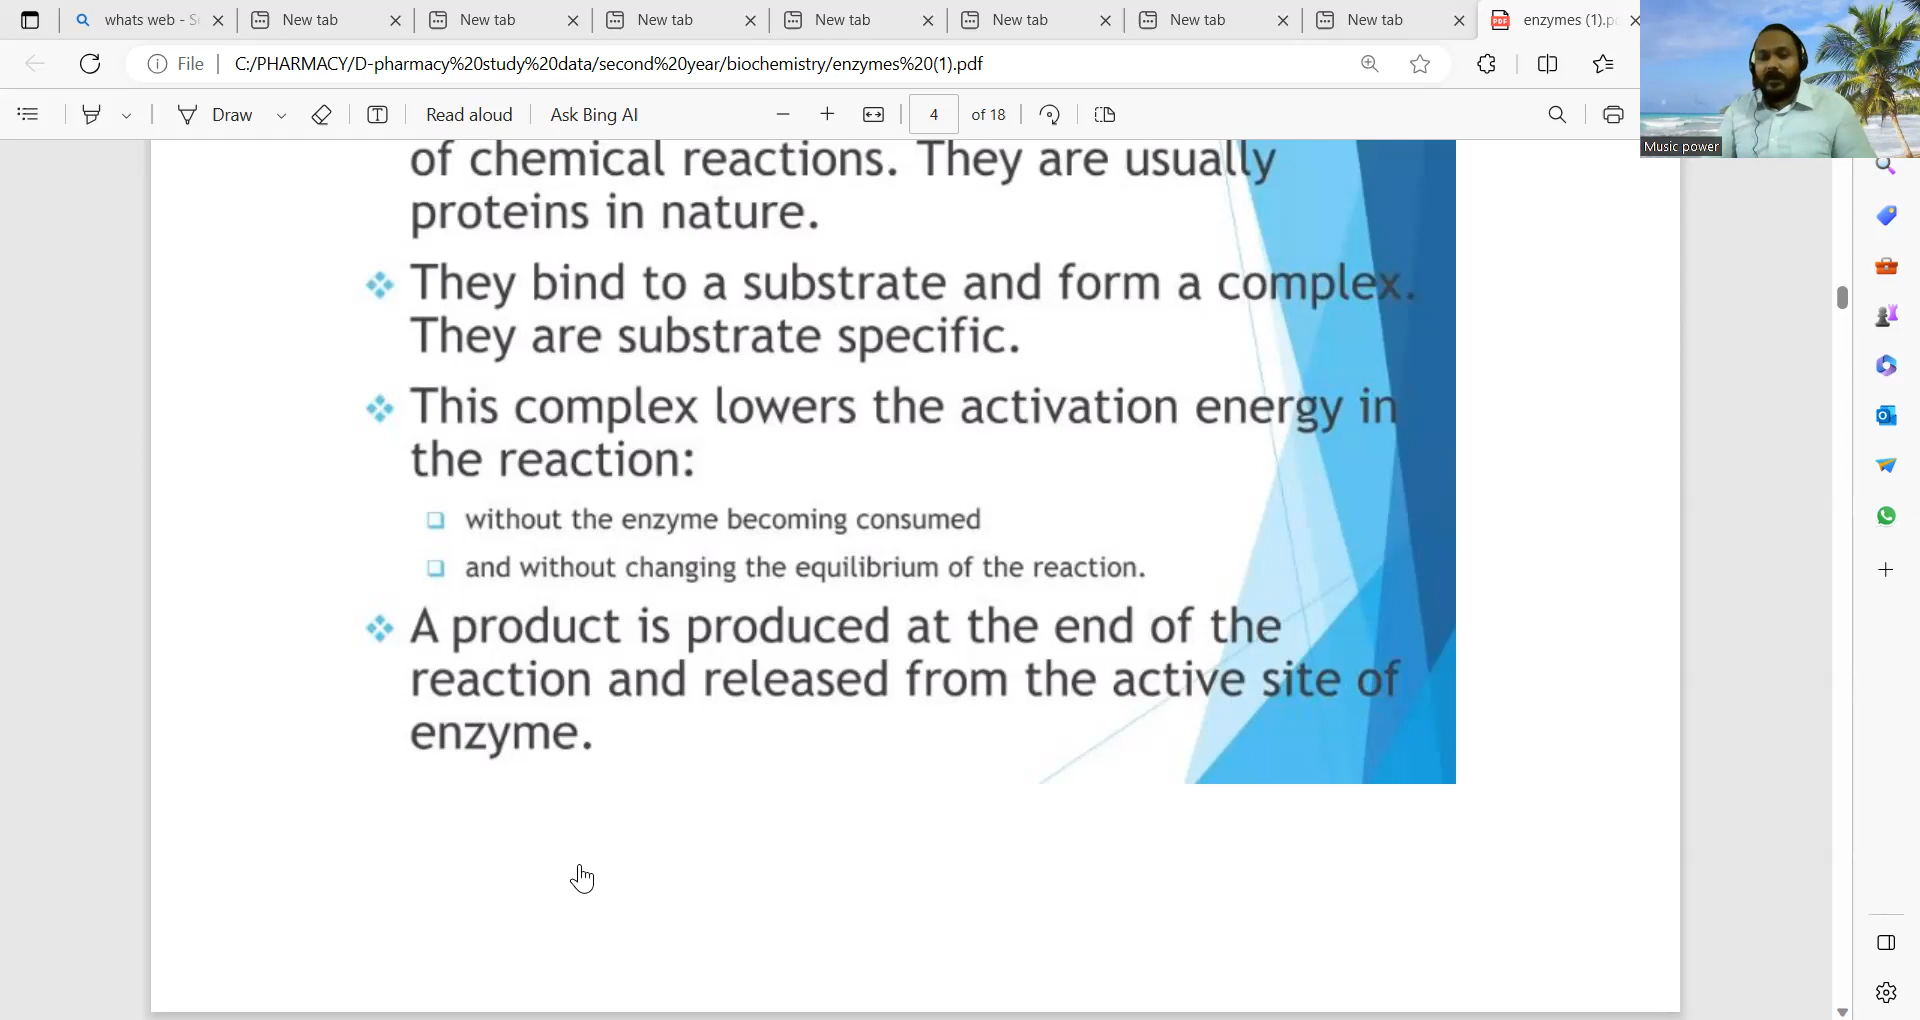 whats web - S
New tab
New tab
New tab
New tab
New tab
New tab
New tab
enzymes (1).p
File
C:/PHARMACY/D-pharmacy%20study%20data/second%20year/biochemistry/enzymes%20(1).pdf
Draw
Read aloud
Ask Bing AI
4
of 18
Music power
of chemical reactions. They are usually
proteins in nature.
They bind to a substrate and form a complex.
They are substrate specific.
This complex lowers the activation energy in
the reaction:
without the enzyme becoming consumed
and without changing the equilibrium of the reaction.
A product is produced at the end of the
reaction and released from the active site of
enzyme.